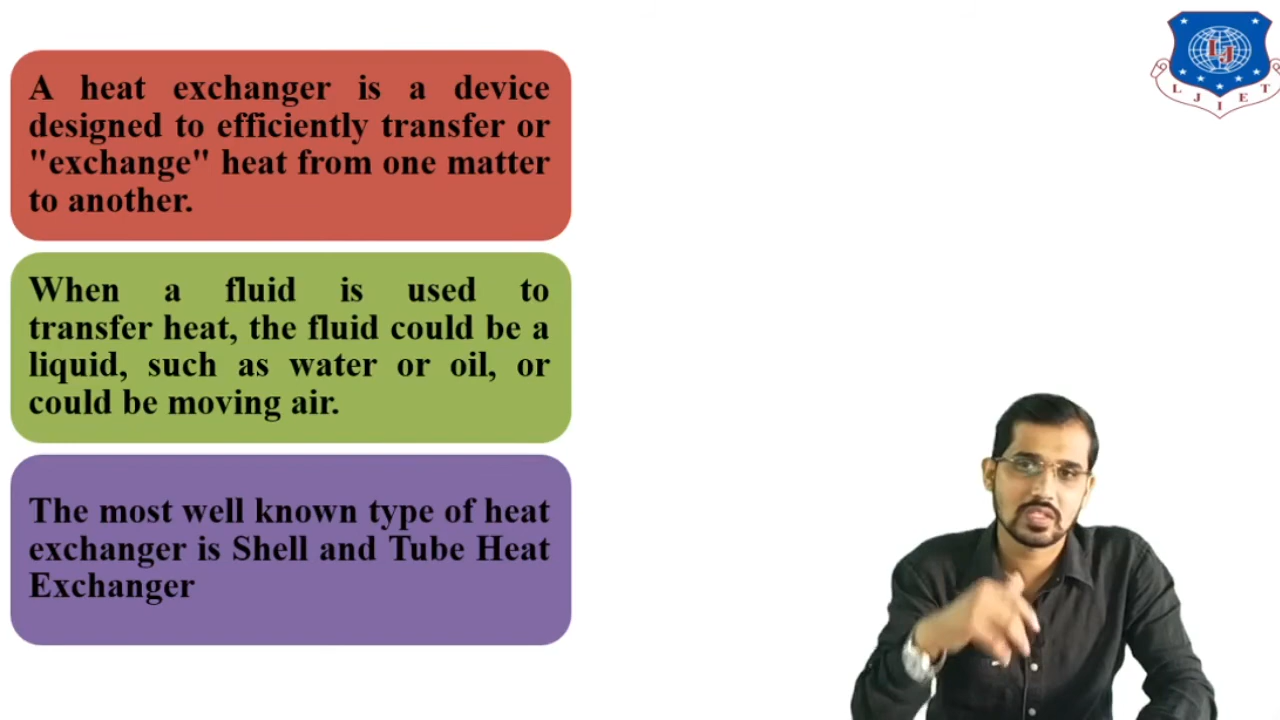 A heat exchanger is a device
designed to efficiently transfer or
"exchange" heat from one matter
to another.
When a fluid is used to
transfer heat, the fluid could be a
liquid, such as water or oil, or
could be moving air.
The most well known type of heat
exchanger is Shell and Tube Heat
Exchanger
LJ
LJIET